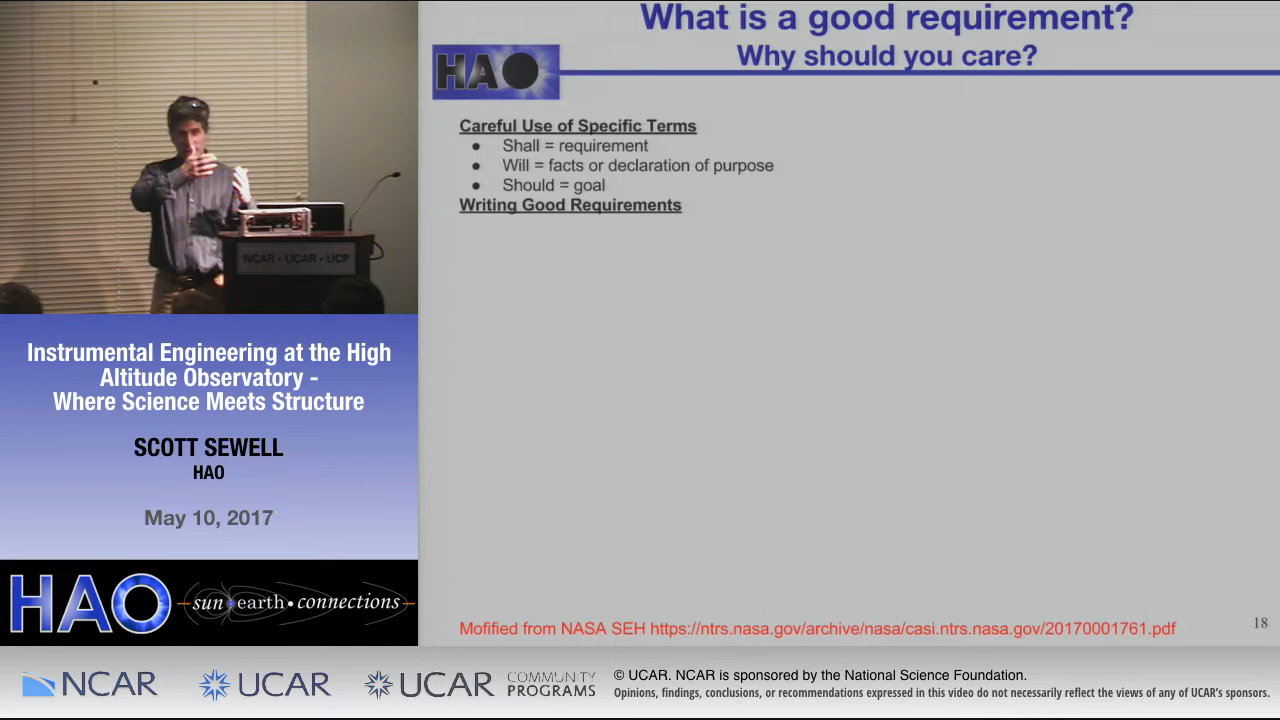 What is a good requirement?
Why should you care?
HAO
Careful Use of Specific Terms
● Shall = requirement
● Will = facts or declaration of purpose
● Should = goal
Writing Good Requirements
Mofified from NASA SEH https://ntrs.nasa.gov/archive/nasa/casi.ntrs.nasa.gov/20170001761.pdf
18
NCAR - UCAR - UCP
Instrumental Engineering at the High
Altitude Observatory -
Where Science Meets Structure
SCOTT SEWELL
HAO
May 10, 2017
HAO
sun earth • connections
NCAR
UCAR
UCAR
COMMUNITY
PROGRAMS
© UCAR. NCAR is sponsored by the National Science Foundation.
Opinions, findings, conclusions, or recommendations expressed in this video do not necessarily reflect the views of any of UCAR's sponsors.